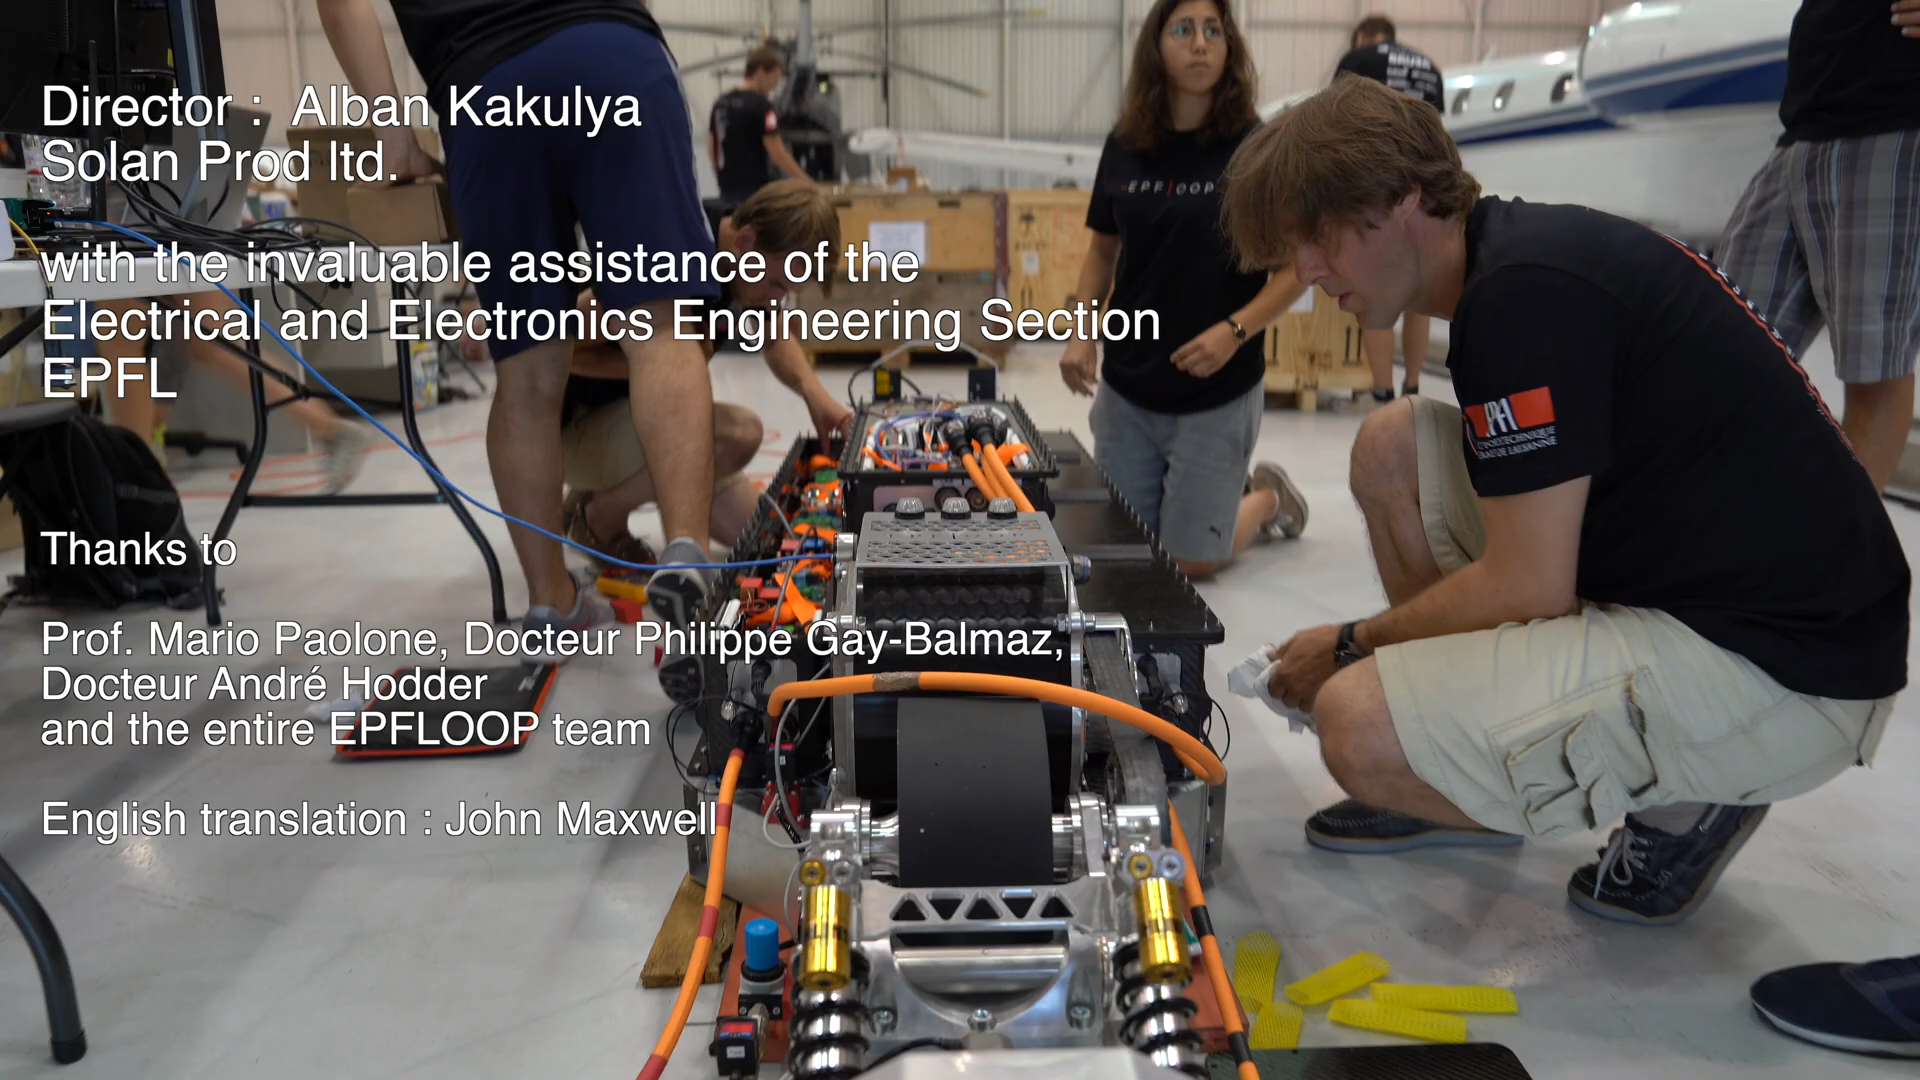 Director :  Alban Kakulya
Solan Prod ltd.
with the invaluable assistance of the
Electrical and Electronics Engineering Section
EPFL
Thanks to
Prof. Mario Paolone, Docteur Philippe Gay-Balmaz,
Docteur André Hodder
and the entire EPFLOOP team
English translation : John Maxwell
EPF|OOP